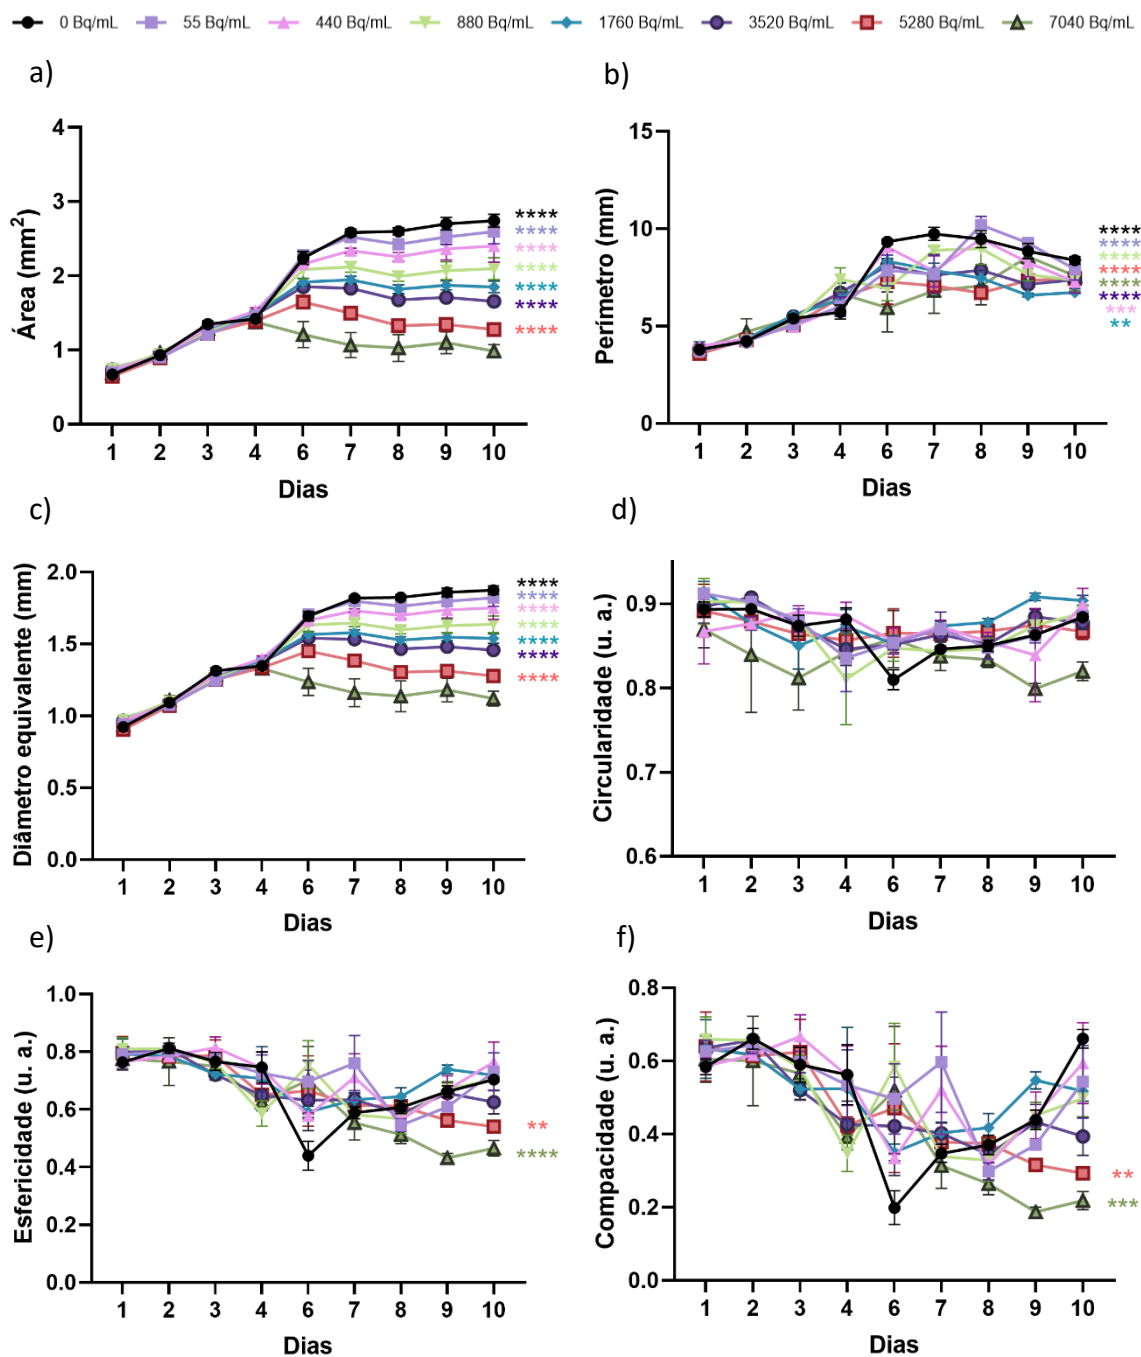 0 Bq/mL 55 Bq/mL 440 Bq/mL 880 Bq/mL 1760 Bq/mL 3520 Bq/mL 5280 Bq/mL 7040 Bq/mL
a)
Área (mm²)
4
3
2
1
0
1 2 3 4 6 7 8 9 10
Dias
****
****
****
****
****
****
****
b)
Perímetro (mm)
15
10
5
0
1 2 3 4 6 7 8 9 10
Dias
****
****
****
****
****
****
***
**
c)
Diâmetro equivalente (mm)
2.0
1.5
1.0
0.5
0.0
1 2 3 4 6 7 8 9 10
Dias
****
****
****
****
****
****
****
d)
Circularidade (u. a.)
0.9
0.8
0.7
0.6
1 2 3 4 6 7 8 9 10
Dias
e)
Esfericidade (u. a.)
1.0
0.8
0.6
0.4
0.2
0.0
1 2 3 4 6 7 8 9 10
Dias
**
****
f)
Compacidade (u. a.)
0.8
0.6
0.4
0.2
0.0
1 2 3 4 6 7 8 9 10
Dias
**
***